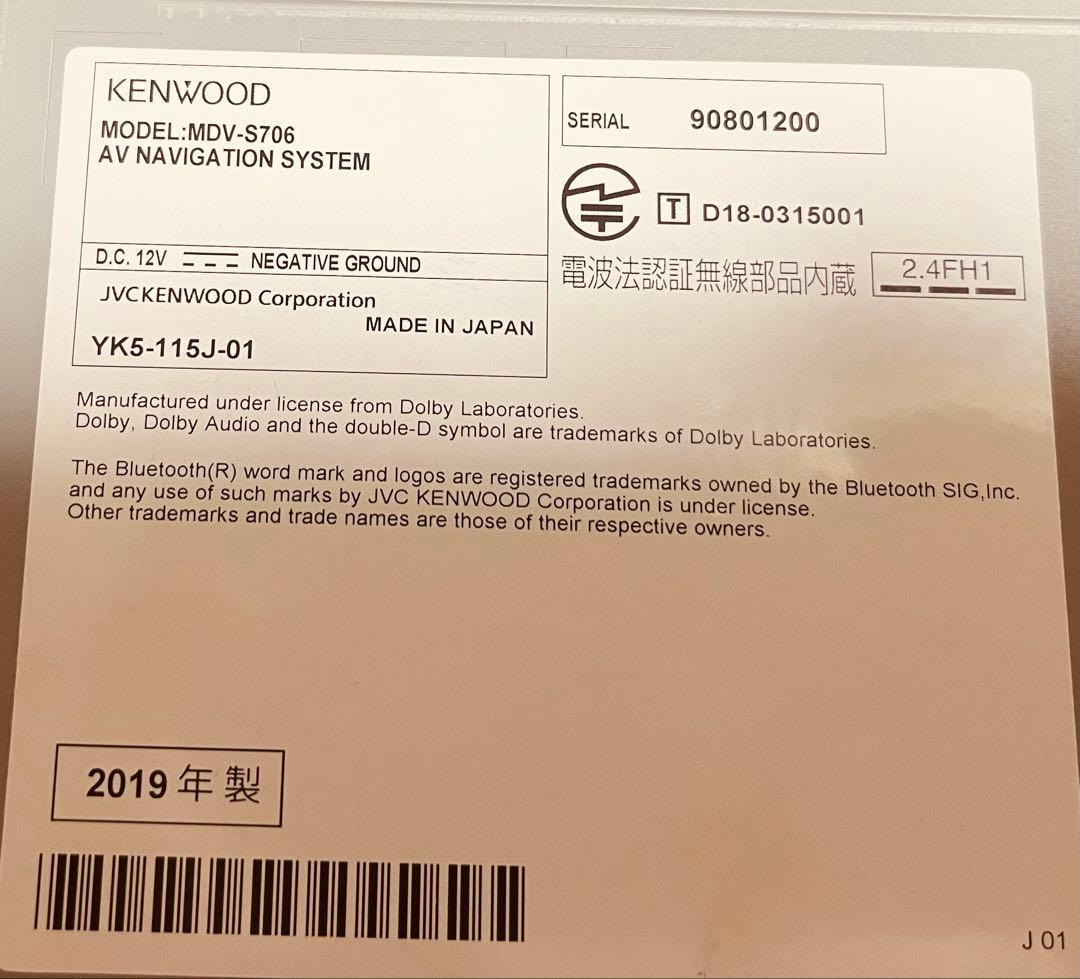 KENWOOD
MODEL:MDV-S706
AV NAVIGATION SYSTEM
D.C. 12V NEGATIVE GROUND
JVCKENWOOD Corporation
MADE IN JAPAN
YK5-115J-01
SERIAL 90801200
T D18-0315001
電波法認証無線部品内蔵 2.4FH1
Manufactured under license from Dolby Laboratories.
Dolby, Dolby Audio and the double-D symbol are trademarks of Dolby Laboratories.
The Bluetooth(R) word mark and logos are registered trademarks owned by the Bluetooth SIG,Inc.
and any use of such marks by JVC KENWOOD Corporation is under license.
Other trademarks and trade names are those of their respective owners.
2019年製
J 01